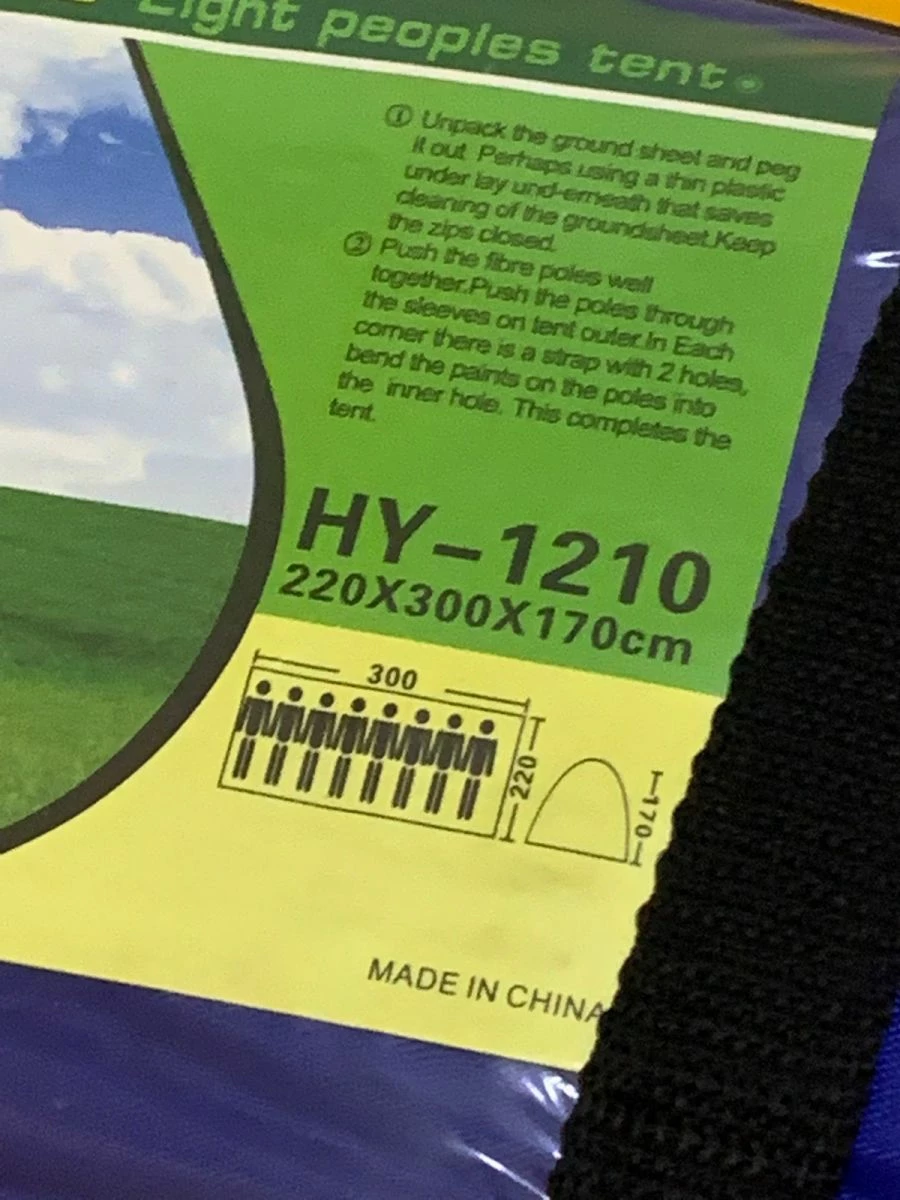 Eight peoples tent
① Unpack the ground sheet and peg
it out. Perhaps using a thin plastic
under lay und-erneath that saves
cleaning of the groundsheet.Keep
the zips closed.
② Push the fibre poles well
together.Push the poles through
the sleeves on tent outer.In Each
corner there is a strap with 2 holes,
bend the paints on the poles into
the inner hole. This completes the
tent.
HY-1210
220X300X170cm
300
220
170
MADE IN CHINA